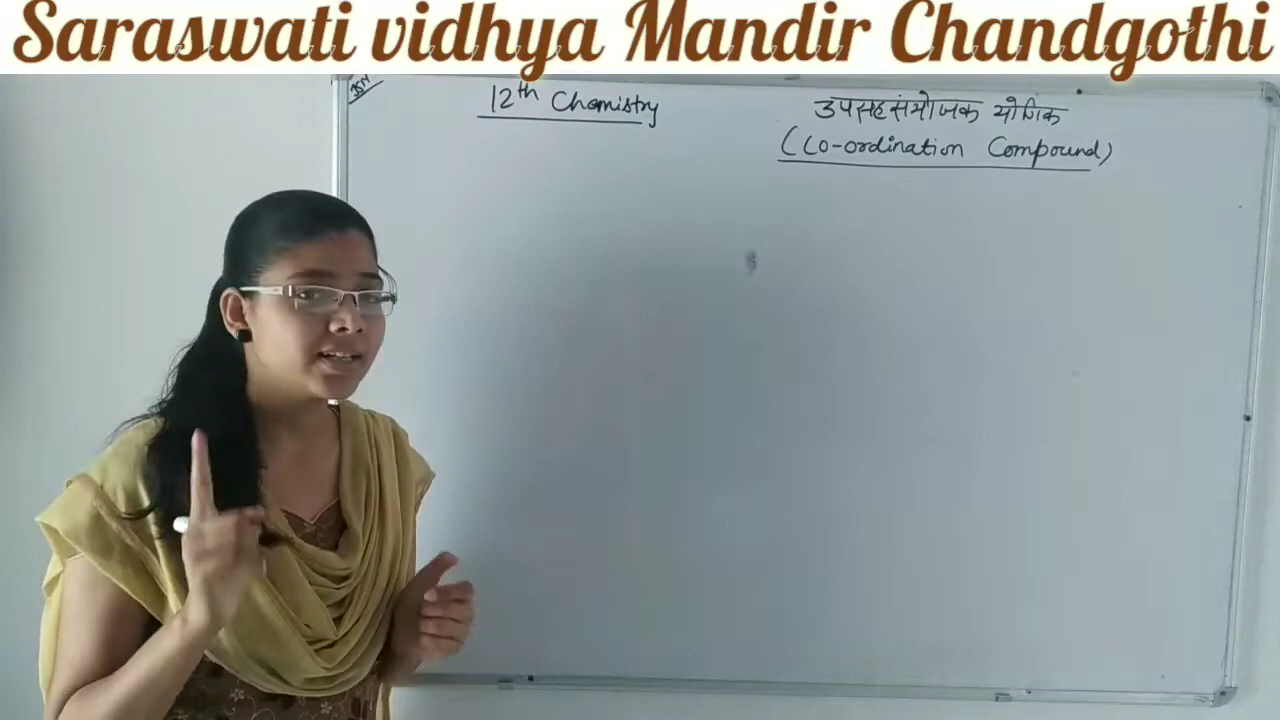 Saraswati vidhya Mandir Chandgothi
12th Chemistry
उपसहसंयोजक यौगिक
(Co-ordination Compound)